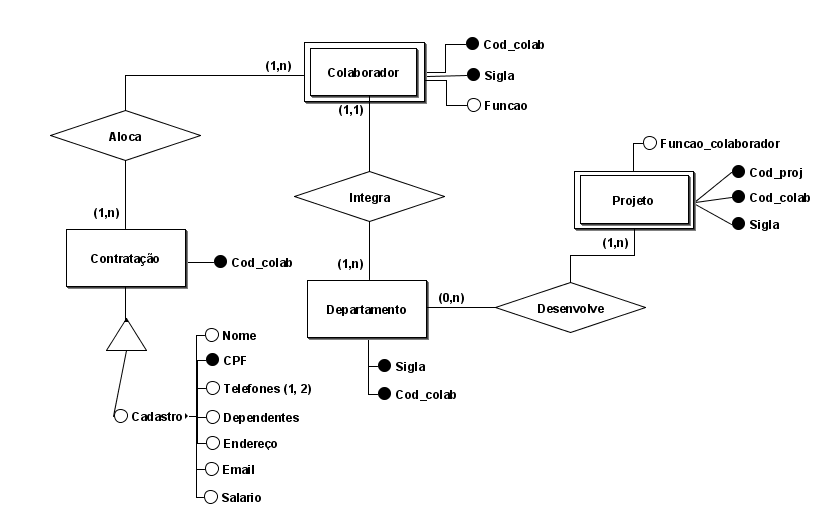 Cod_colab
(1,n)
Colaborador
Sigla
(1,1)
Funcao
Aloca
Funcao_colaborador
Cod_proj
Integra
Projeto
Cod_colab
(1,n)
Sigla
(1,n)
Contratação
Cod_colab
(1,n)
Departamento
(0,n)
Desenvolve
Nome
CPF
Sigla
Telefones (1, 2)
Cod_colab
Cadastro
Dependentes
Endereço
Email
Salario